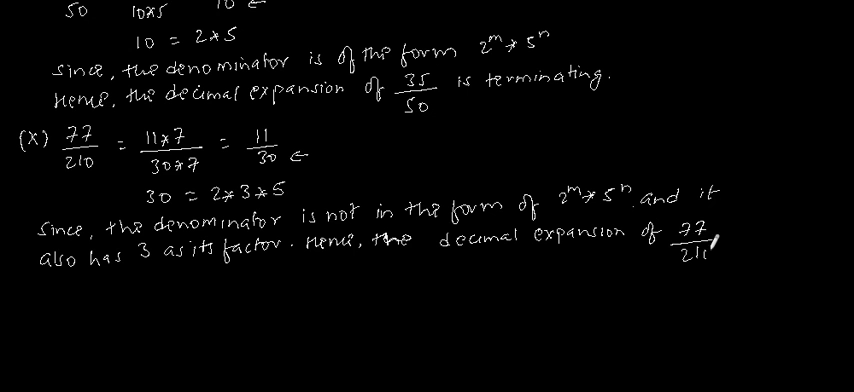 50 10*5 10 ←
10 = 2*5
Since, the denominator is of the form 2^m * 5^n
Hence, the decimal expansion of 35/50 is terminating.
(x) 77/210 = 11*7/30*7 = 11/30 ←
30 = 2*3*5
Since, the denominator is not in the form of 2^m * 5^n. and it
also has 3 as its factor. Hence, the decimal expansion of 77/21